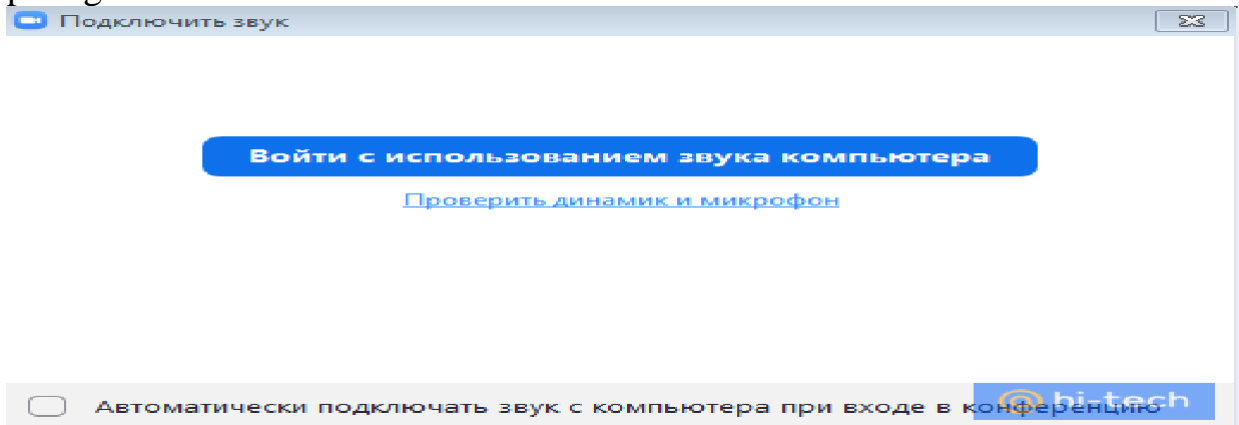 Подключить звук
Войти с использованием звука компьютера
Проверить динамик и микрофон
Автоматически подключать звук с компьютера при входе в конференцию
hi-tech